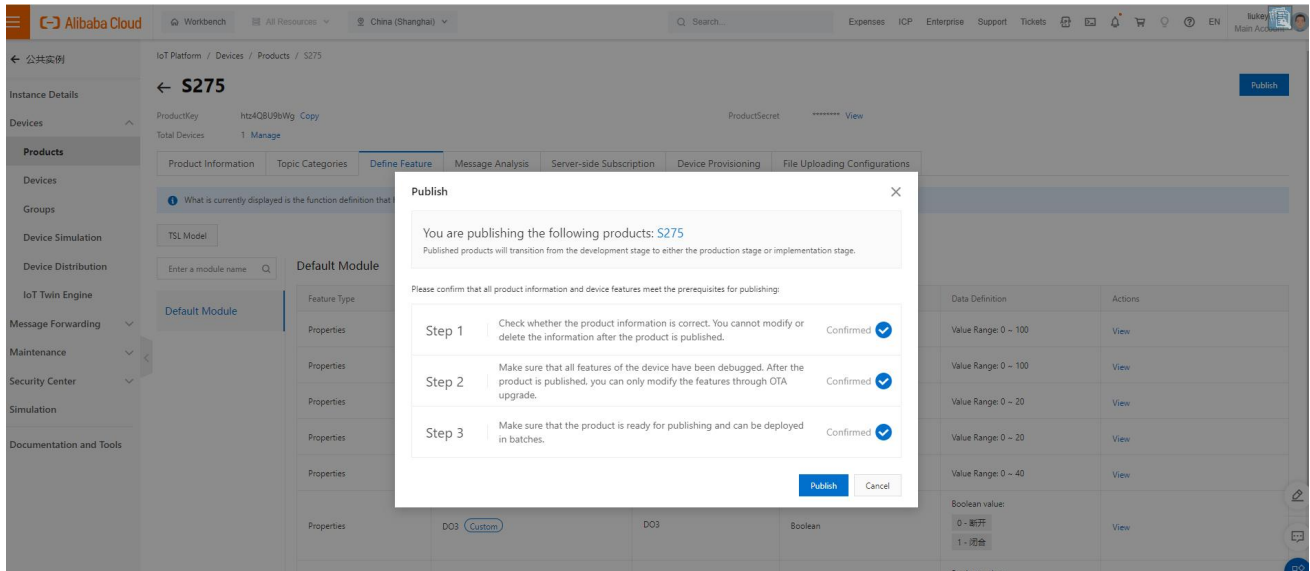 Alibaba Cloud
Workbench
All Resources
China (Shanghai)
Search...
Expenses ICP Enterprise Support Tickets EN
Main Account
公共实例
IoT Platform / Devices / Products / S275
Instance Details
S275
Publish
ProductKey htz4Q8U9bWg Copy
ProductSecret ******** View
Devices
Total Devices 1 Manage
Products
Product Information Topic Categories Define Feature Message Analysis Server-side Subscription Device Provisioning File Uploading Configurations
Devices
Publish
What is currently displayed is the function definition that
Groups
You are publishing the following products: S275
Device Simulation
TSL Model
Published products will transition from the development stage to either the production stage or implementation stage.
Device Distribution
Enter a module name
Default Module
IoT Twin Engine
Please confirm that all product information and device features meet the prerequisites for publishing:
Feature Type
Data Definition
Actions
Default Module
Message Forwarding
Properties
Step 1
Check whether the product information is correct. You cannot modify or
delete the information after the product is published.
Confirmed
Value Range: 0 ~ 100
View
Maintenance
Properties
Make sure that all features of the device have been debugged. After the
Value Range: 0 ~ 100
View
Security Center
Step 2
product is published, you can only modify the features through OTA
upgrade.
Confirmed
Simulation
Properties
Value Range: 0 ~ 20
View
Documentation and Tools
Properties
Step 3
Make sure that the product is ready for publishing and can be deployed
in batches.
Confirmed
Value Range: 0 ~ 20
View
Properties
Value Range: 0 ~ 40
View
Publish
Cancel
Boolean value:
Properties
DO3 Custom
DO3
Boolean
0 - 断开
1 - 闭合
View